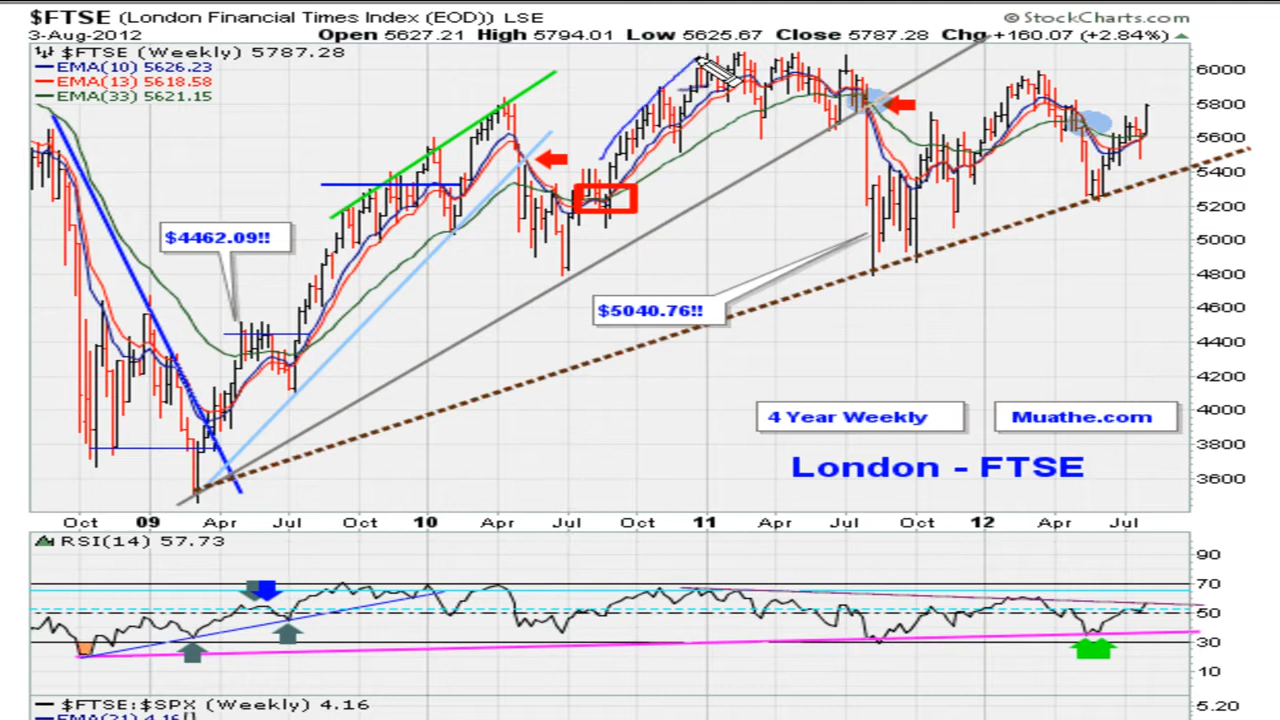 $FTSE (London Financial Times Index (EOD)) LSE
© StockCharts.com
3-Aug-2012 Open 5627.21 High 5794.01 Low 5625.67 Close 5787.28 Chg +160.07 (+2.84%)
$FTSE (Weekly) 5787.28
EMA(10) 5626.23
EMA(13) 5618.58
EMA(33) 5621.15
6000
5800
5600
5400
5200
5000
4800
4600
4400
4200
4000
3800
3600
$4462.09!!
$5040.76!!
4 Year Weekly
Muathe.com
London - FTSE
Oct 09 Apr Jul Oct 10 Apr Jul Oct 11 Apr Jul Oct 12 Apr Jul
RSI(14) 57.73
90
70
50
30
10
$FTSE:$SPX (Weekly) 4.16
5.20
EMA(21) 4.16